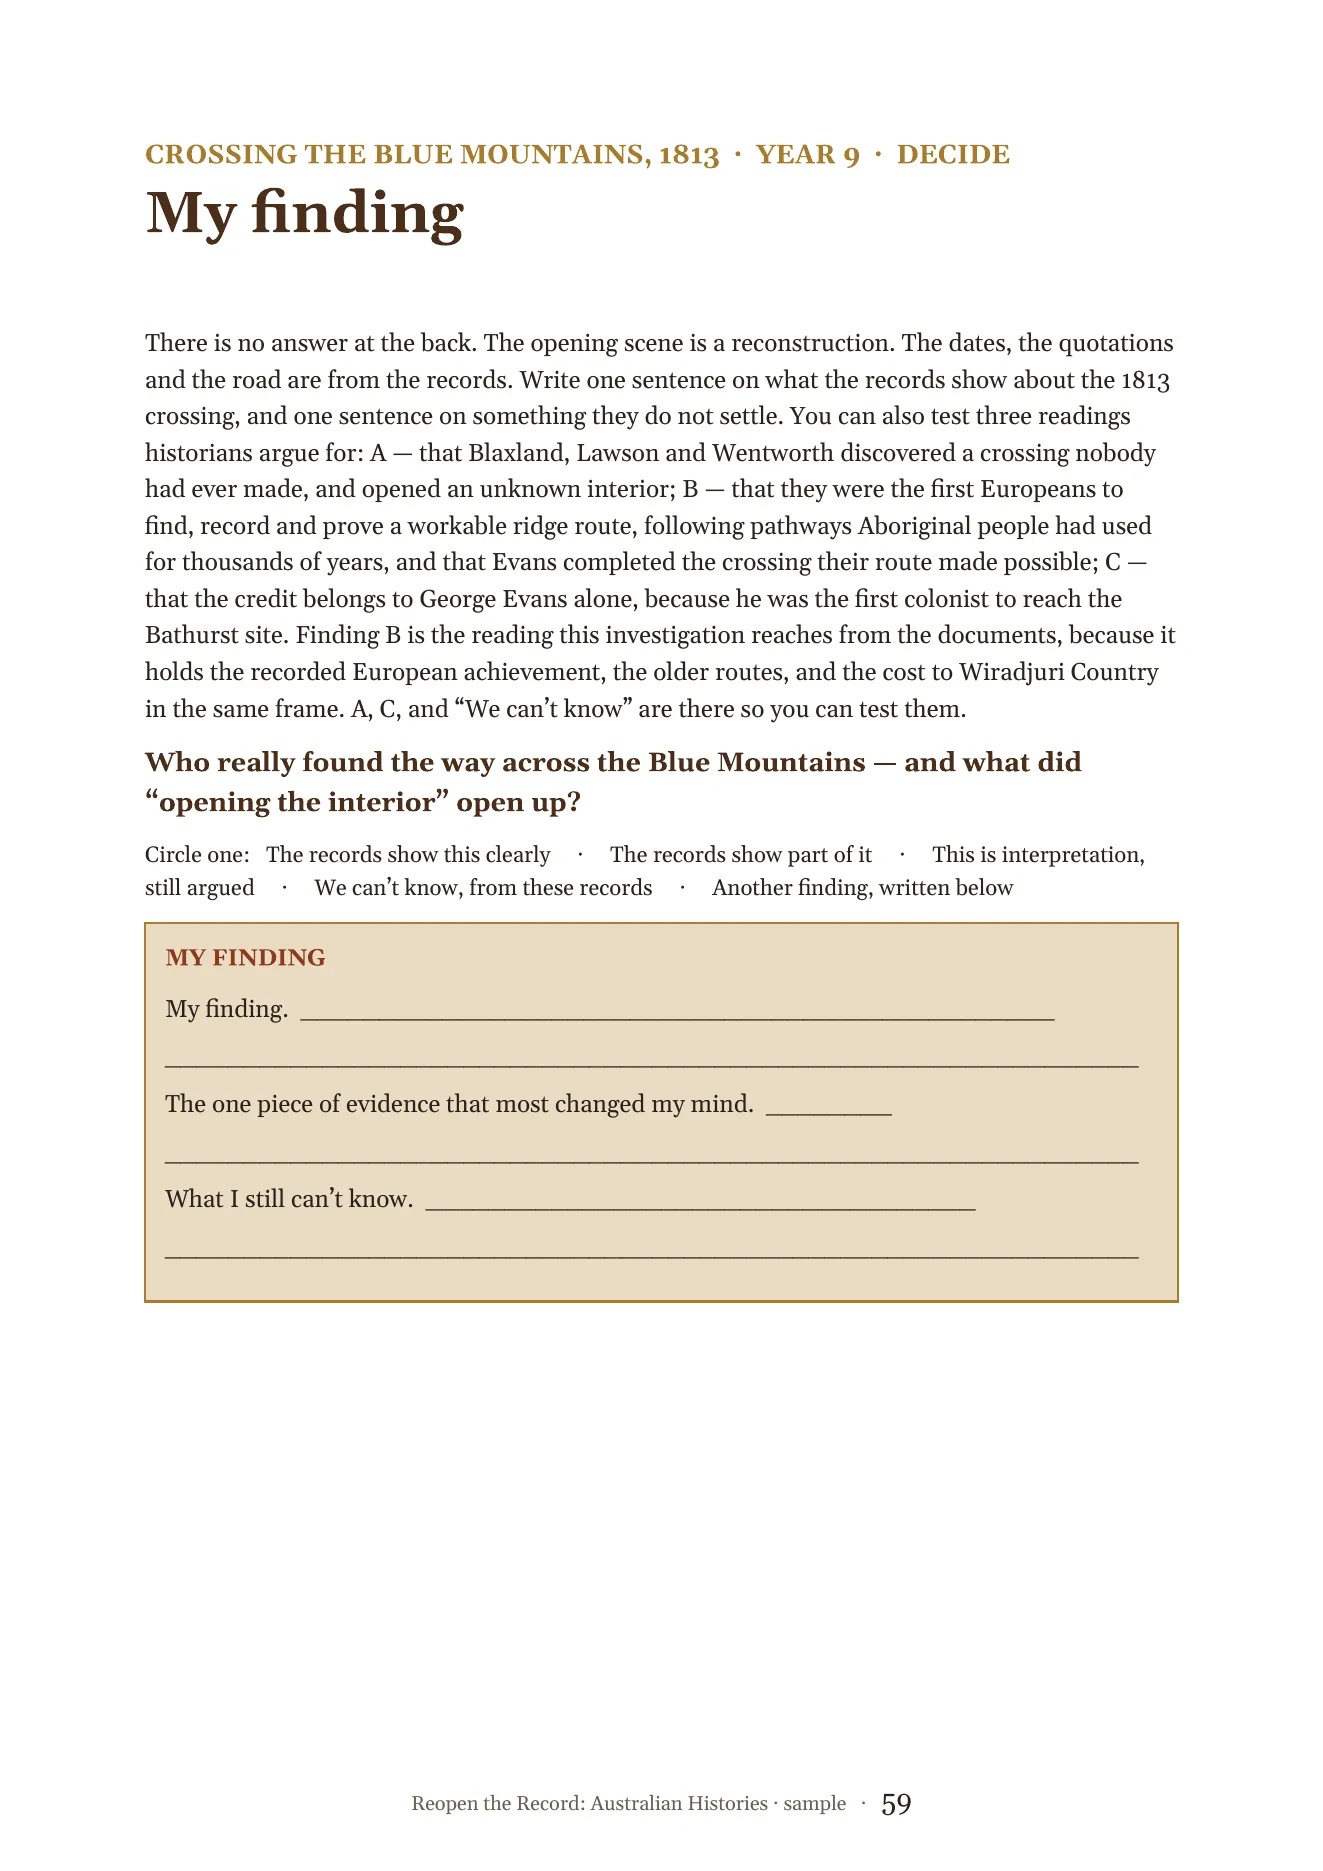 CROSSING THE BLUE MOUNTAINS, 1813 · YEAR 9 · DECIDE
My finding
There is no answer at the back. The opening scene is a reconstruction. The dates, the quotations
and the road are from the records. Write one sentence on what the records show about the 1813
crossing, and one sentence on something they do not settle. You can also test three readings
historians argue for: A — that Blaxland, Lawson and Wentworth discovered a crossing nobody
had ever made, and opened an unknown interior; B — that they were the first Europeans to
find, record and prove a workable ridge route, following pathways Aboriginal people had used
for thousands of years, and that Evans completed the crossing their route made possible; C —
that the credit belongs to George Evans alone, because he was the first colonist to reach the
Bathurst site. Finding B is the reading this investigation reaches from the documents, because it
holds the recorded European achievement, the older routes, and the cost to Wiradjuri Country
in the same frame. A, C, and “We can’t know” are there so you can test them.
Who really found the way across the Blue Mountains — and what did
“opening the interior” open up?
Circle one: The records show this clearly · The records show part of it · This is interpretation,
still argued · We can’t know, from these records · Another finding, written below
MY FINDING
My finding.
The one piece of evidence that most changed my mind.
What I still can’t know.
Reopen the Record: Australian Histories · sample · 59